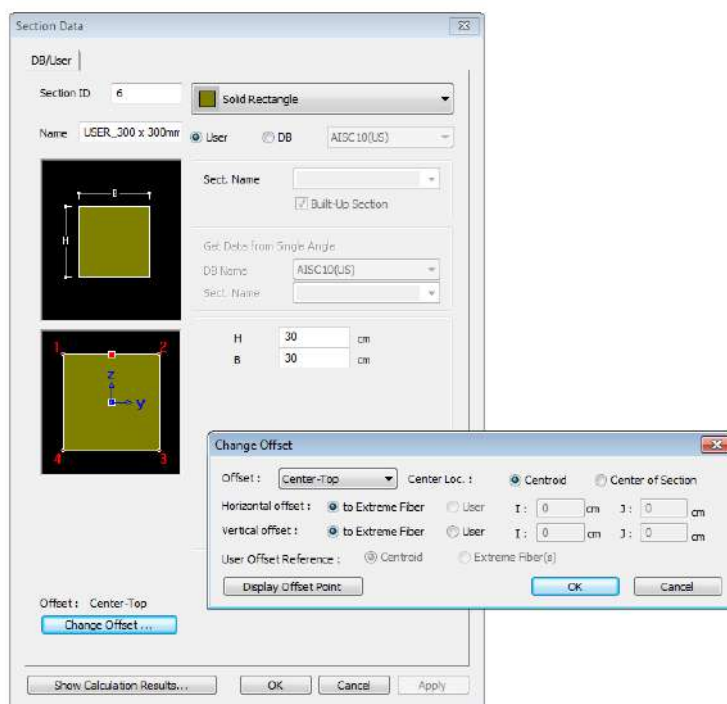 Section Data
DB/User
Section ID 6 Solid Rectangle
Name USER_300 x 300mm User DB AISC10(US)
Sect. Name
Built-Up Section
B
H
Get Data from Single Angle
DB Name AISC10(US)
Sect. Name
H 30 cm
B 30 cm
1 2
z
y
4 3
Change Offset
Offset : Center-Top Center Loc. : Centroid Center of Section
Horizontal offset : to Extreme Fiber User I : 0 cm J : 0 cm
Vertical offset : to Extreme Fiber User I : 0 cm J : 0 cm
User Offset Reference : Centroid Extreme Fiber(s)
Display Offset Point OK Cancel
Offset : Center-Top
Change Offset ...
Show Calculation Results... OK Cancel Apply